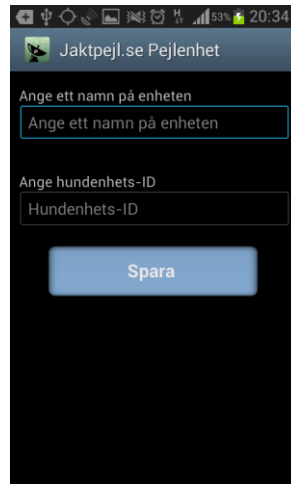 53% 20:34
Jaktpejl.se Pejlenhet
Ange ett namn på enheten
Ange ett namn på enheten
Ange hundenhets-ID
Hundenhets-ID
Spara